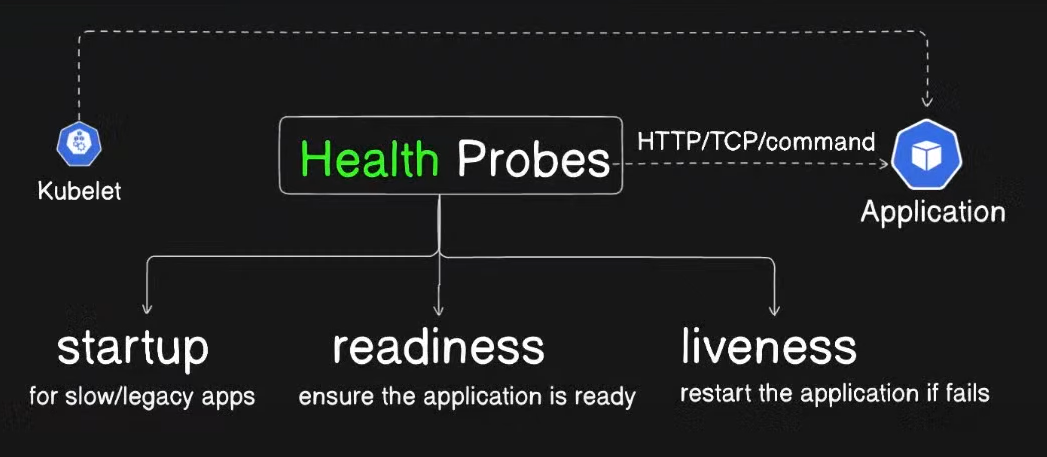 Health Probes
HTTP/TCP/command
Kubelet
Application
startup
readiness
liveness
for slow/legacy apps
ensure the application is ready
restart the application if fails